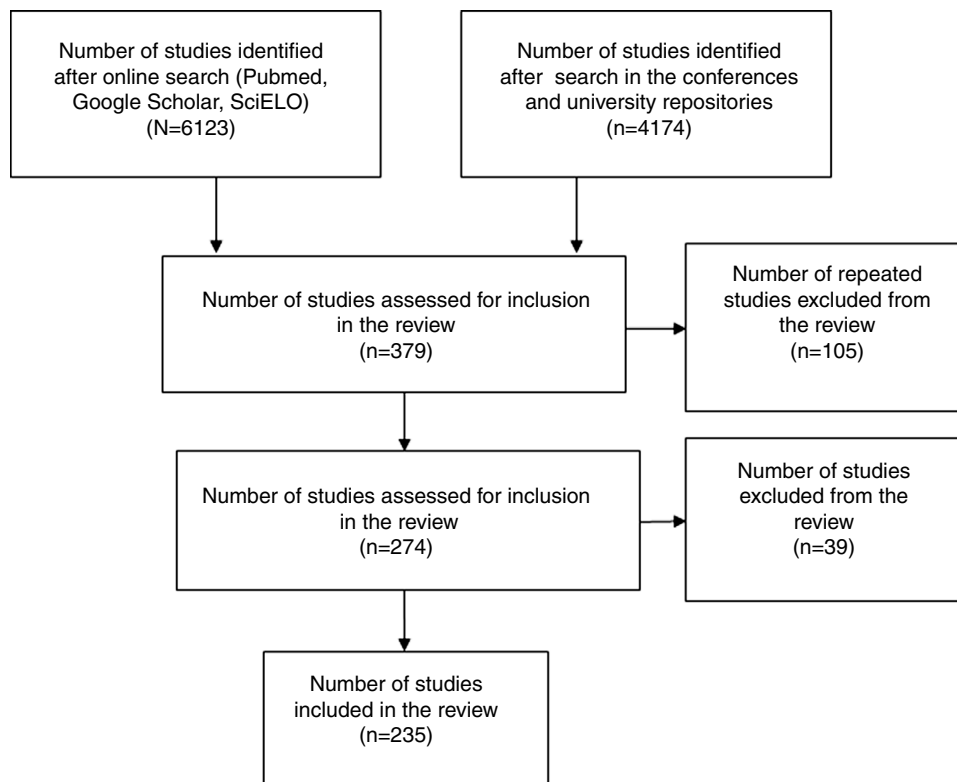 Number of studies identified
after online search (Pubmed,
Google Scholar, SciELO)
(N=6123)
Number of studies identified
after search in the conferences
and university repositories
(n=4174)
Number of studies assessed for inclusion
in the review
(n=379)
Number of repeated
studies excluded from
the review
(n=105)
Number of studies assessed for inclusion
in the review
(n=274)
Number of studies
excluded from the
review
(n=39)
Number of studies
included in the review
(n=235)